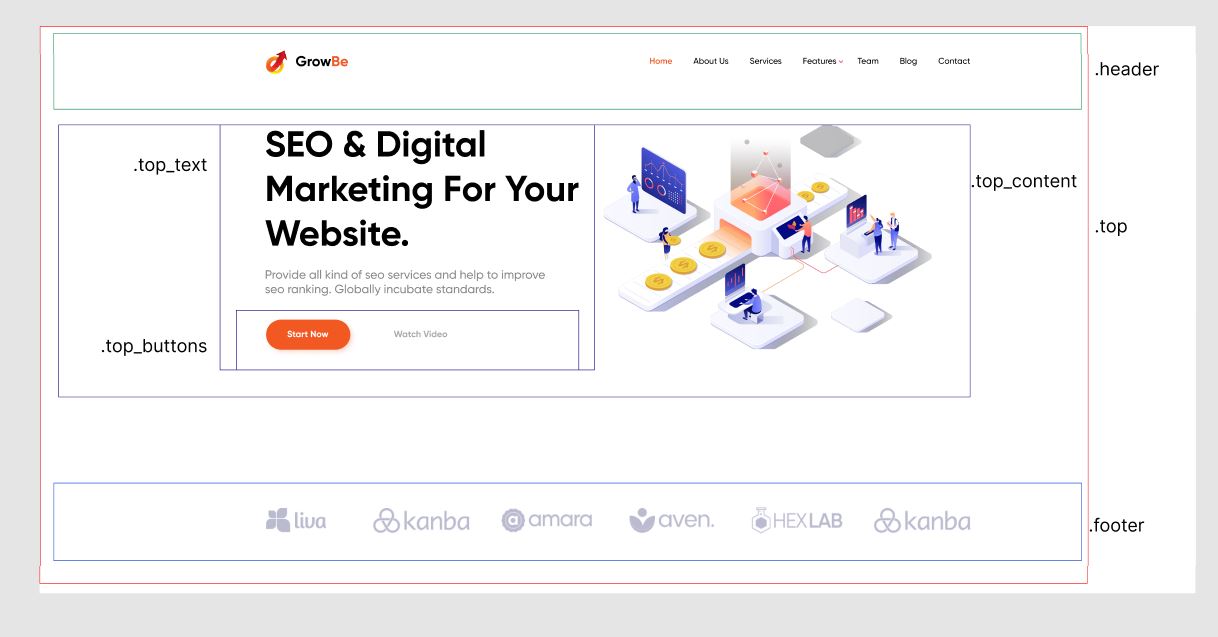 GrowBe
Home About Us Services Features Team Blog Contact
.header
.top_text
SEO & Digital
Marketing For Your
Website.
.top_content
.top
Provide all kind of seo services and help to improve
seo ranking. Globally incubate standards.
.top_buttons
Start Now Watch Video
liva kanba amara aven. HEXLAB kanba
.footer